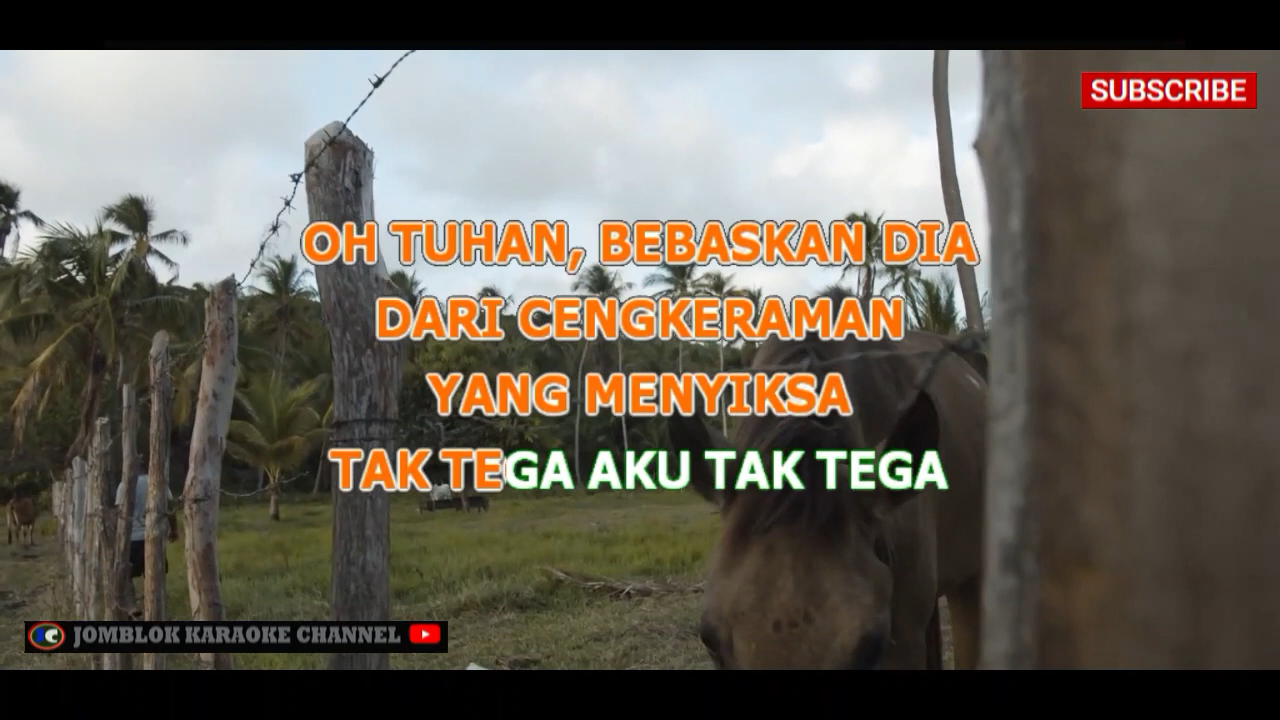 SUBSCRIBE
OH TUHAN, BEBASKAN DIA
DARI CENGKERAMAN
YANG MENYIKSA
TAK TEGA AKU TAK TEGA
JOMBLOK KARAOKE CHANNEL